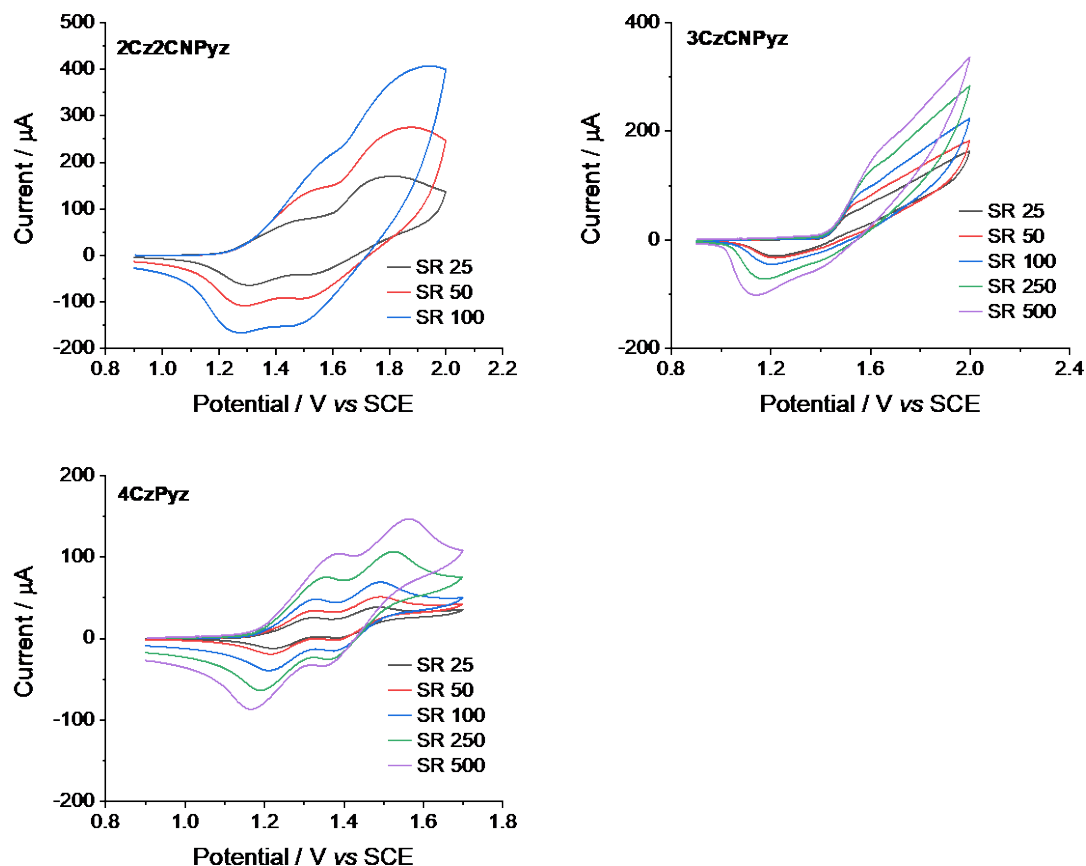 2Cz2CNPyz
500
400
300
200
100
0
-100
-200
Current / µA
SR 25
SR 50
SR 100
0.8 1.0 1.2 1.4 1.6 1.8 2.0 2.2
Potential / V vs SCE
3CzCNPyz
400
200
0
-200
Current / µA
SR 25
SR 50
SR 100
SR 250
SR 500
0.8 1.2 1.6 2.0 2.4
Potential / V vs SCE
4CzPyz
200
100
0
-100
-200
Current / µA
SR 25
SR 50
SR 100
SR 250
SR 500
0.8 1.0 1.2 1.4 1.6 1.8
Potential / V vs SCE